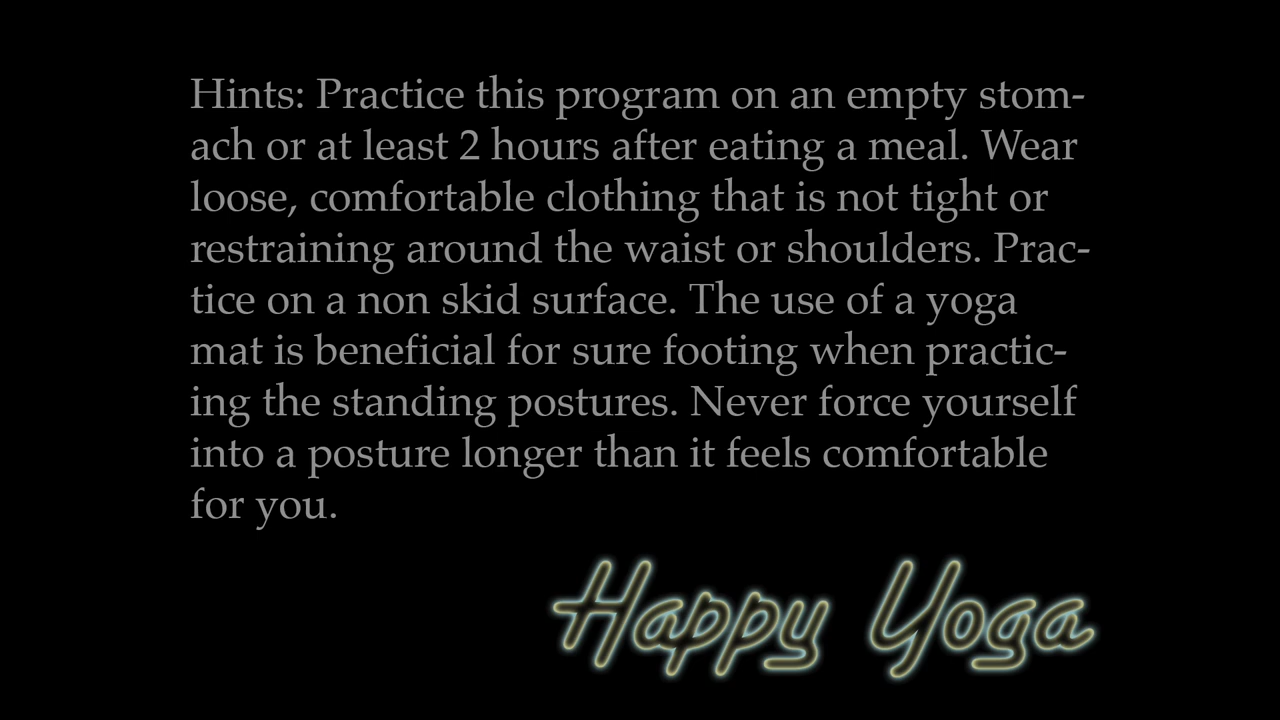 Hints: Practice this program on an empty stom-
ach or at least 2 hours after eating a meal. Wear
loose, comfortable clothing that is not tight or
restraining around the waist or shoulders. Prac-
tice on a non skid surface. The use of a yoga
mat is beneficial for sure footing when practic-
ing the standing postures. Never force yourself
into a posture longer than it feels comfortable
for you.
Happy Yoga